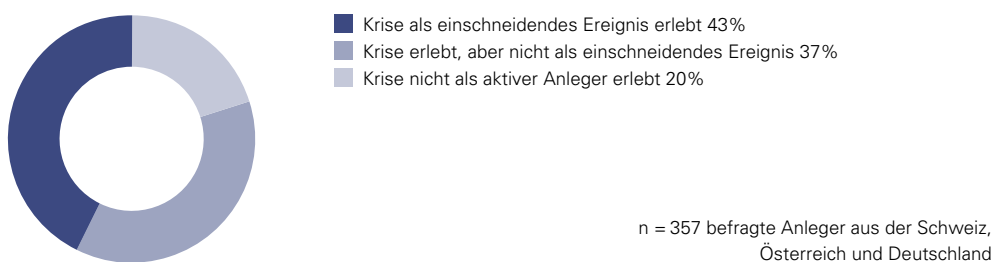 Krise als einschneidendes Ereignis erlebt 43%
Krise erlebt, aber nicht als einschneidendes Ereignis 37%
Krise nicht als aktiver Anleger erlebt 20%
n = 357 befragte Anleger aus der Schweiz,
Österreich und Deutschland